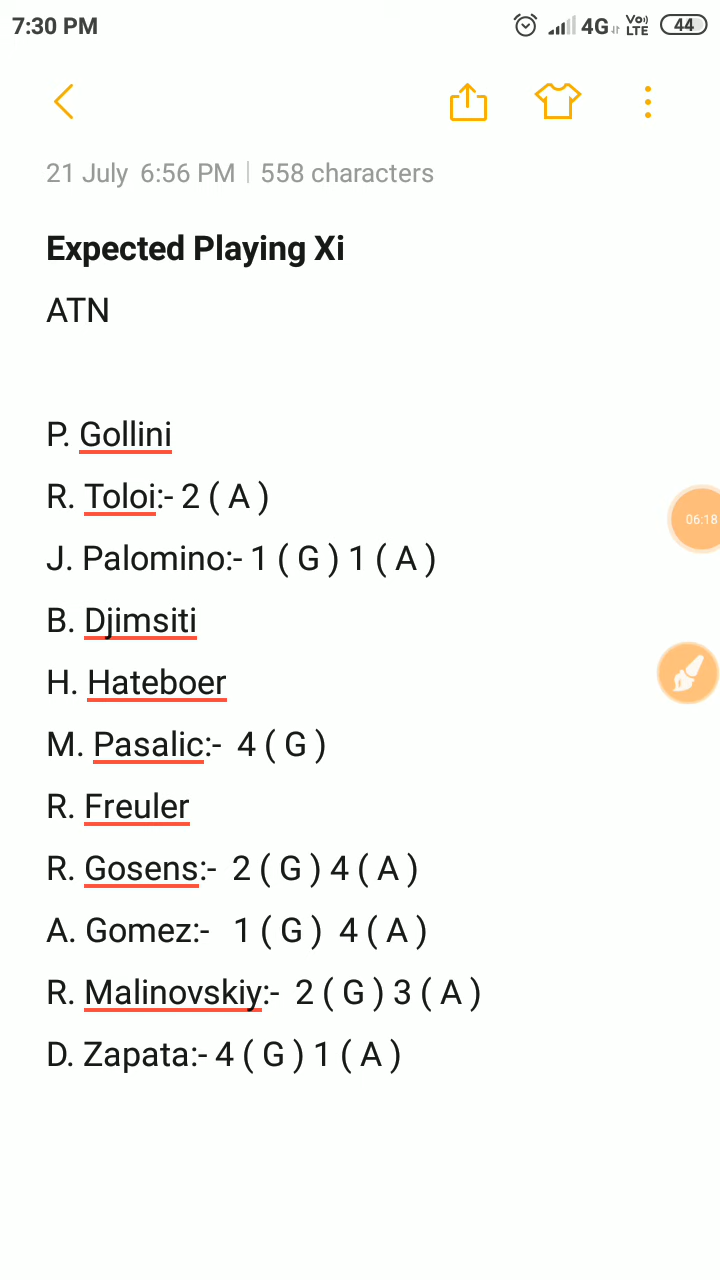 7:30 PM 4G Vo)) LTE 44
21 July 6:56 PM | 558 characters
Expected Playing Xi
ATN
P. Gollini
R. Toloi:- 2 ( A )
J. Palomino:- 1 ( G ) 1 ( A )
B. Djimsiti
H. Hateboer
M. Pasalic:- 4 ( G )
R. Freuler
R. Gosens:- 2 ( G ) 4 ( A )
A. Gomez:- 1 ( G ) 4 ( A )
R. Malinovskiy:- 2 ( G ) 3 ( A )
D. Zapata:- 4 ( G ) 1 ( A )
06:18